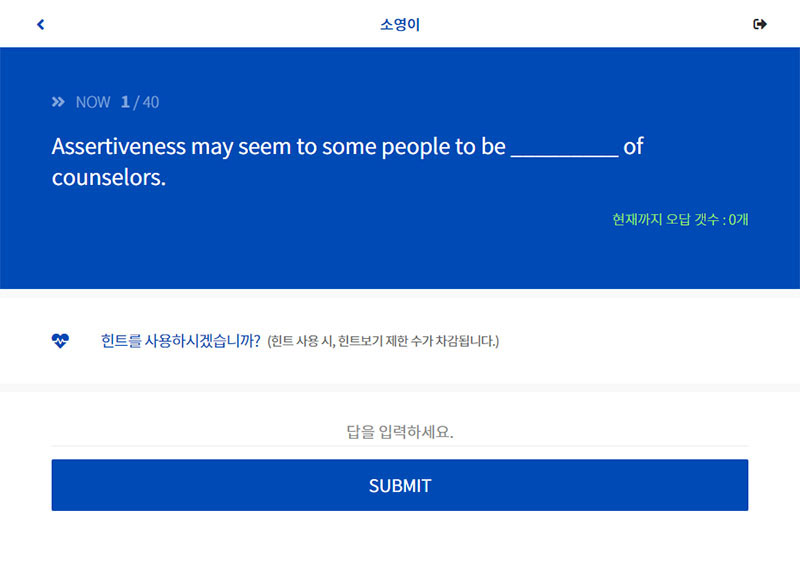 소영이
NOW 1 / 40
Assertiveness may seem to some people to be __________ of
counselors.
현재까지 오답 갯수 : 0개
힌트를 사용하시겠습니까? (힌트 사용 시, 힌트보기 제한 수가 차감됩니다.)
답을 입력하세요.
SUBMIT